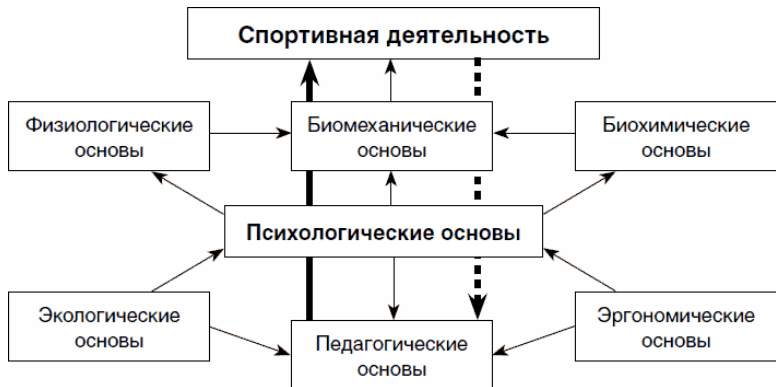 Спортивная деятельность
Физиологические
основы
Биомеханические
основы
Биохимические
основы
Психологические основы
Экологические
основы
Педагогические
основы
Эргономические
основы